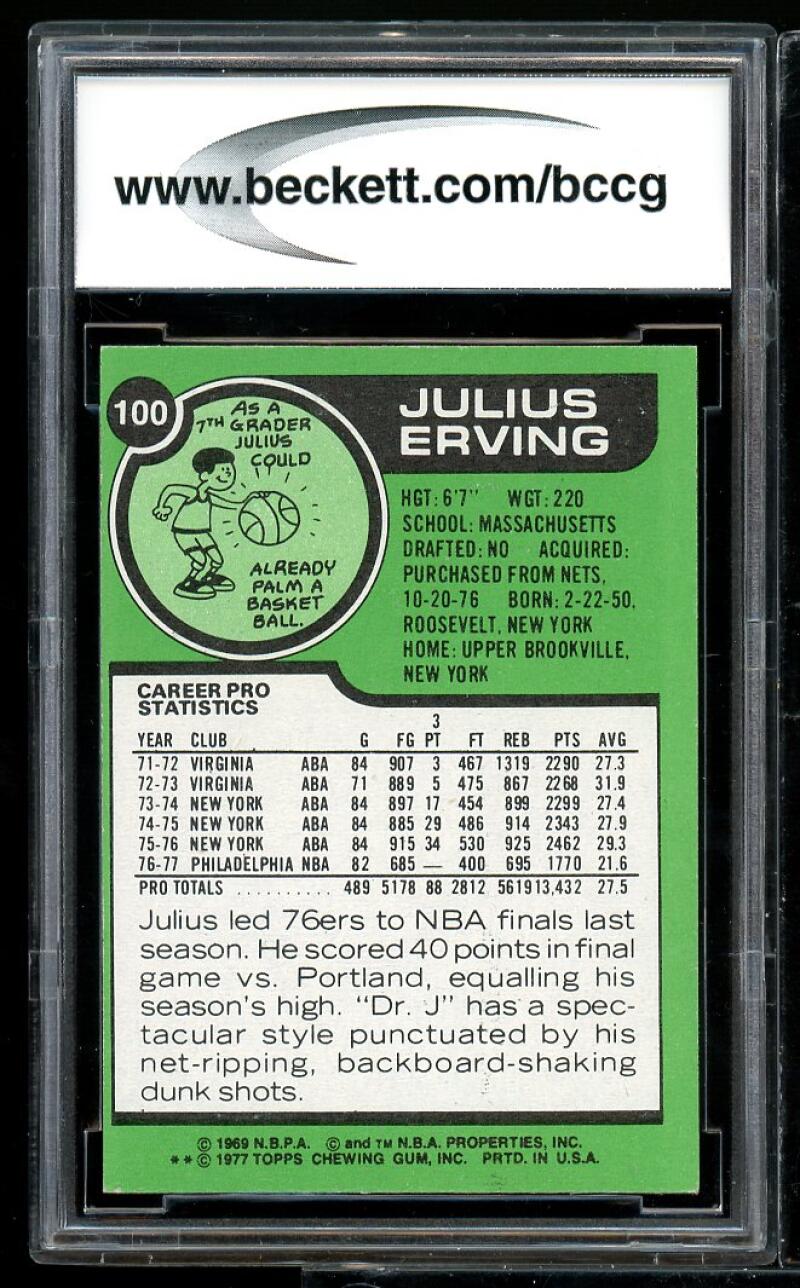 www.beckett.com/bccg
100
AS A
7TH GRADER
JULIUS
COULD
ALREADY
PALM A
BASKET
BALL.
JULIUS
ERVING
HGT: 6'7" WGT: 220
SCHOOL: MASSACHUSETTS
DRAFTED: NO ACQUIRED:
PURCHASED FROM NETS,
10-20-76 BORN: 2-22-50,
ROOSEVELT, NEW YORK
HOME: UPPER BROOKVILLE,
NEW YORK
CAREER PRO
STATISTICS
YEAR CLUB G FG 3 PT FT REB PTS AVG
71-72 VIRGINIA ABA 84 907 3 467 1319 2290 27.3
72-73 VIRGINIA ABA 71 889 5 475 867 2268 31.9
73-74 NEW YORK ABA 84 897 17 454 899 2299 27.4
74-75 NEW YORK ABA 84 885 29 486 914 2343 27.9
75-76 NEW YORK ABA 84 915 34 530 925 2462 29.3
76-77 PHILADELPHIA NBA 82 685 — 400 695 1770 21.6
PRO TOTALS .......... 489 5178 88 2812 5619 13,432 27.5
Julius led 76ers to NBA finals last
season. He scored 40 points in final
game vs. Portland, equalling his
season's high. "Dr. J" has a spec-
tacular style punctuated by his
net-ripping, backboard-shaking
dunk shots.
© 1969 N.B.P.A. © and TM N.B.A. PROPERTIES, INC.
** © 1977 TOPPS CHEWING GUM, INC. PRTD. IN U.S.A.